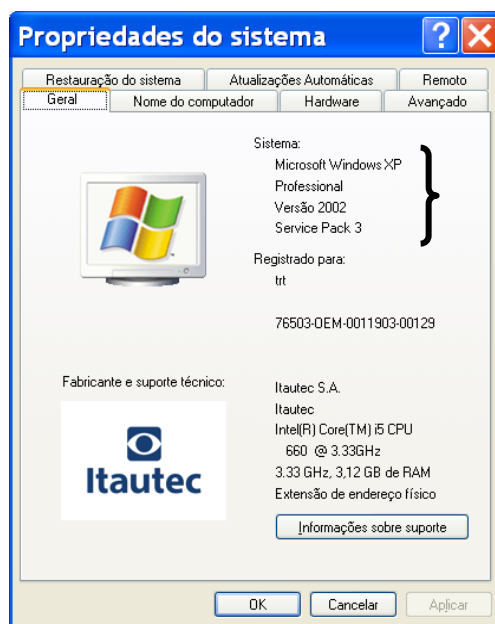 Propriedades do sistema
Restauração do sistema
Atualizações Automáticas
Remoto
Geral
Nome do computador
Hardware
Avançado
Sistema:
Microsoft Windows XP
Professional
Versão 2002
Service Pack 3
Registrado para:
trt
76503-OEM-0011903-00129
Fabricante e suporte técnico:
Itautec S.A.
Itautec
Intel(R) Core(TM) i5 CPU
660 @ 3.33GHz
3.33 GHz, 3,12 GB de RAM
Extensão de endereço físico
Itautec
Informações sobre suporte
OK
Cancelar
Aplicar